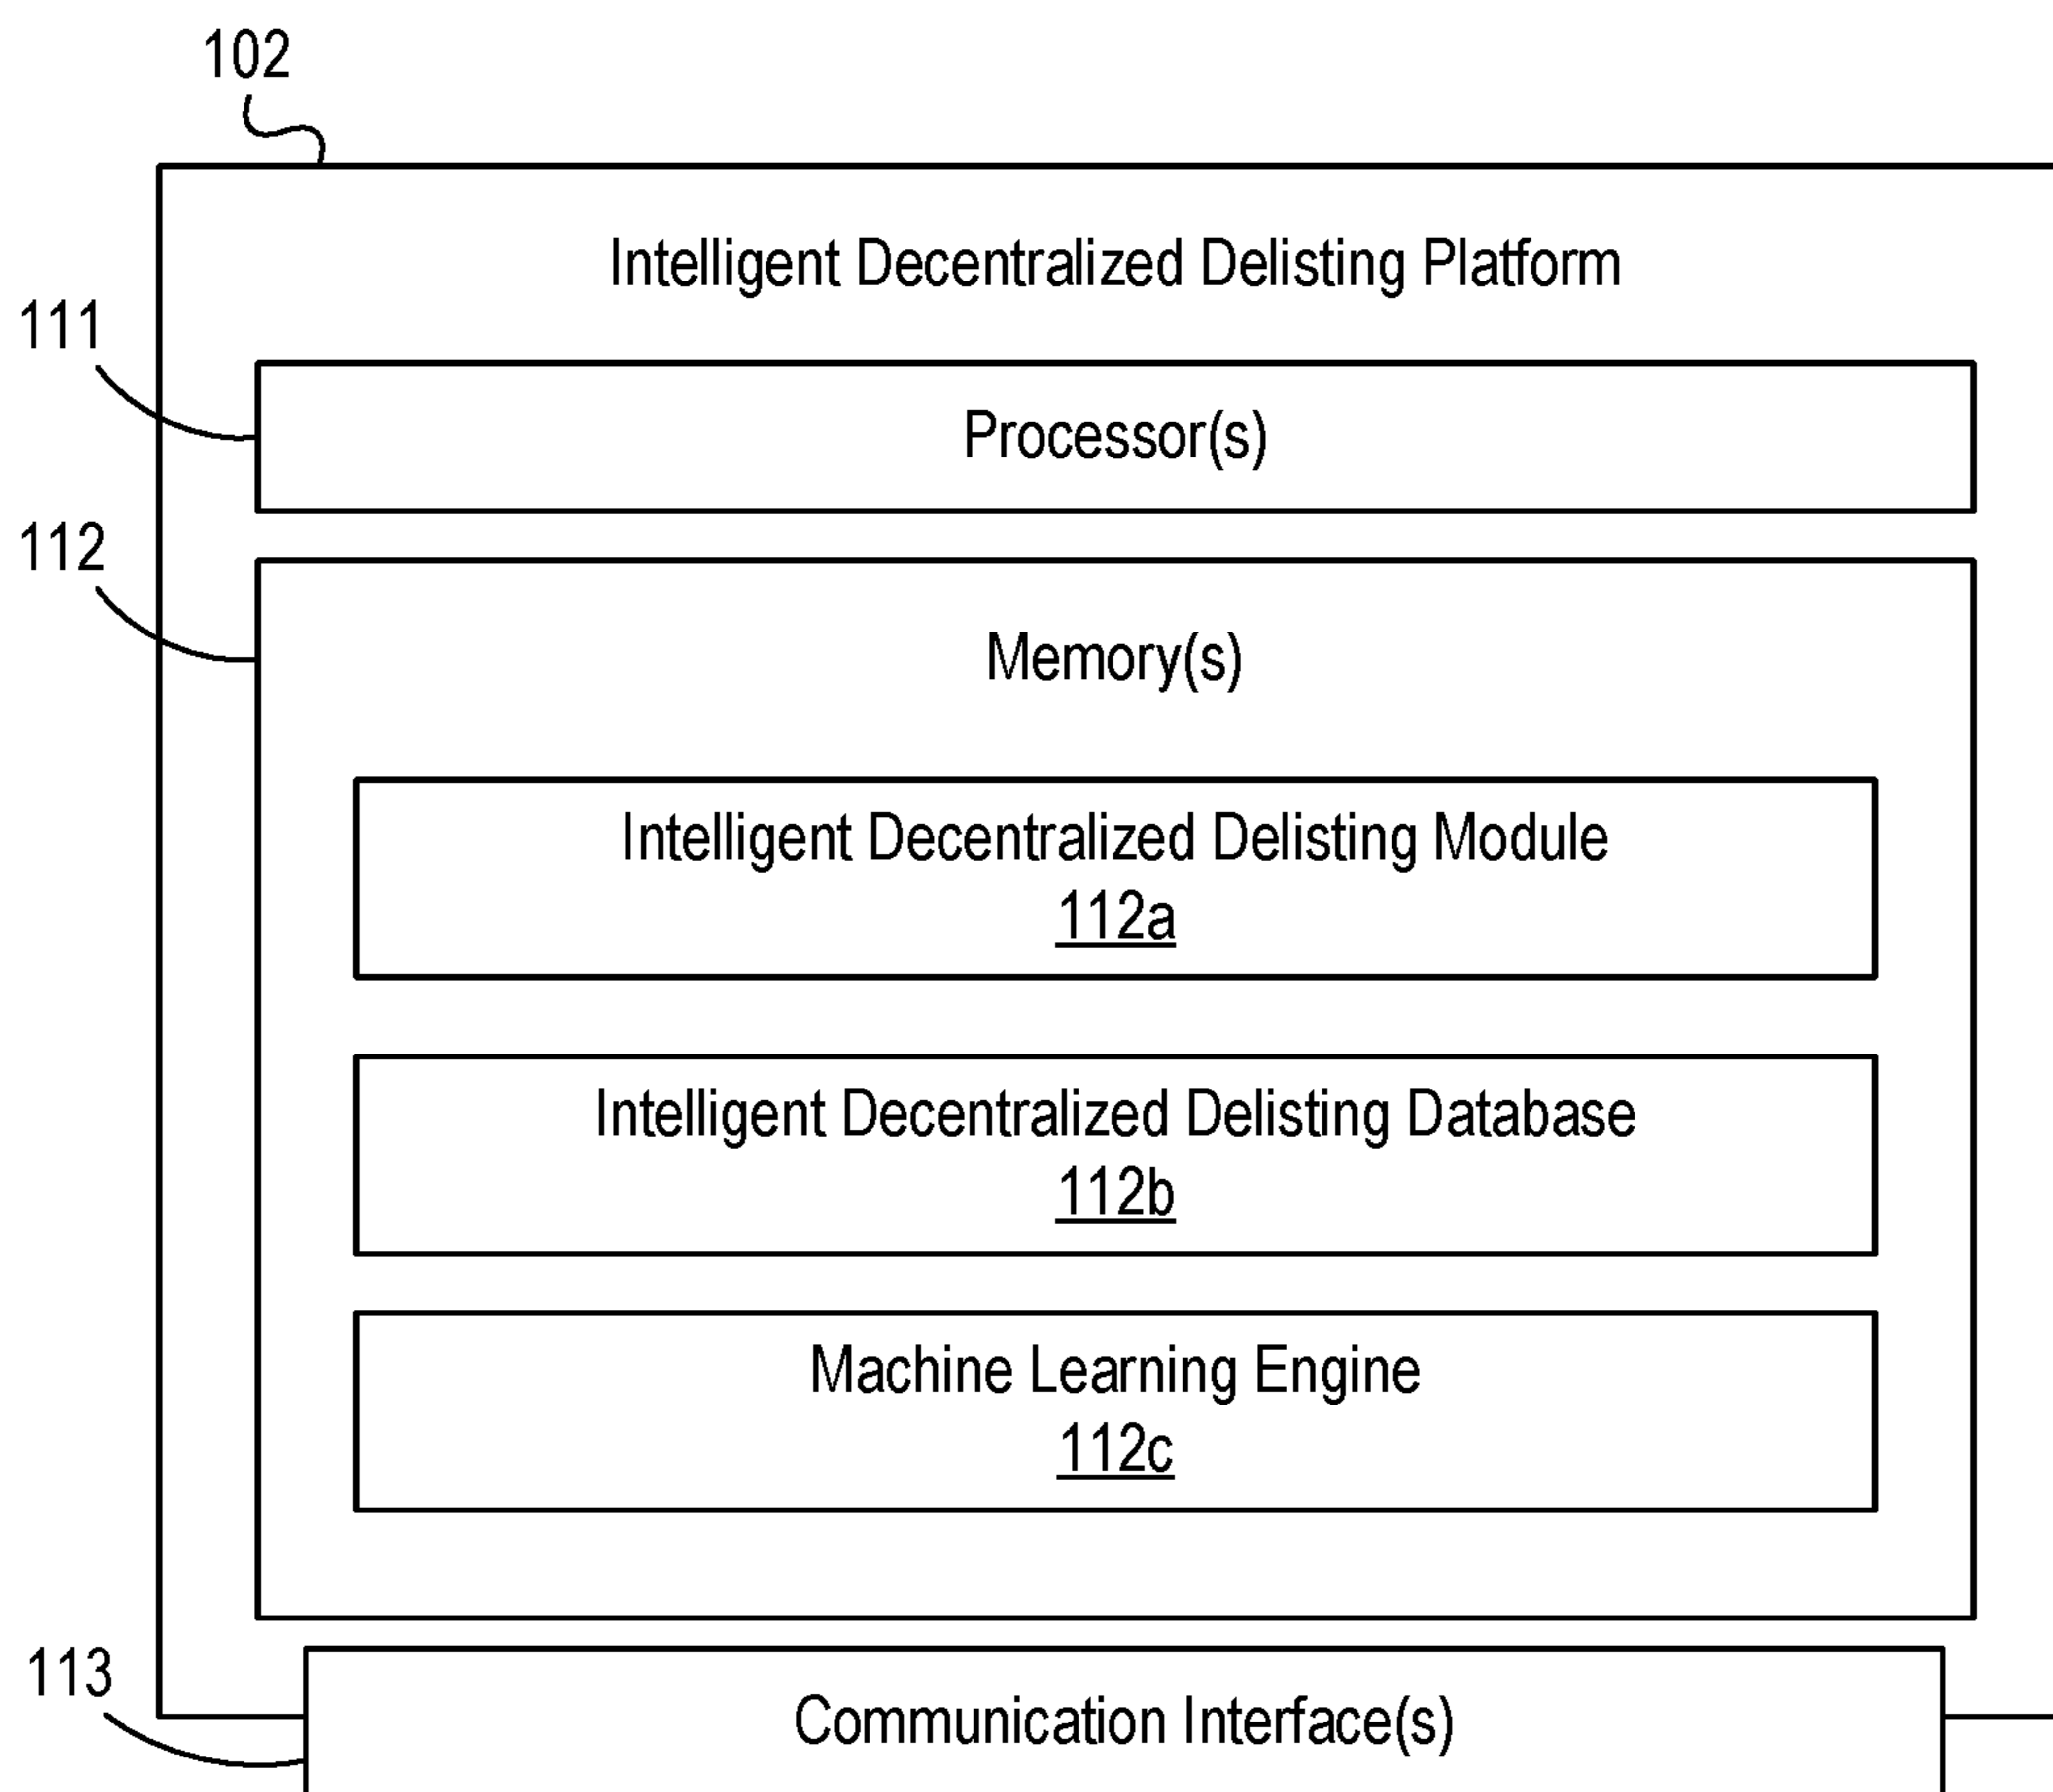 102
Intelligent Decentralized Delisting Platform
111
Processor(s)
112
Memory(s)
Intelligent Decentralized Delisting Module
112a
Intelligent Decentralized Delisting Database
112b
Machine Learning Engine
112c
113
Communication Interface(s)